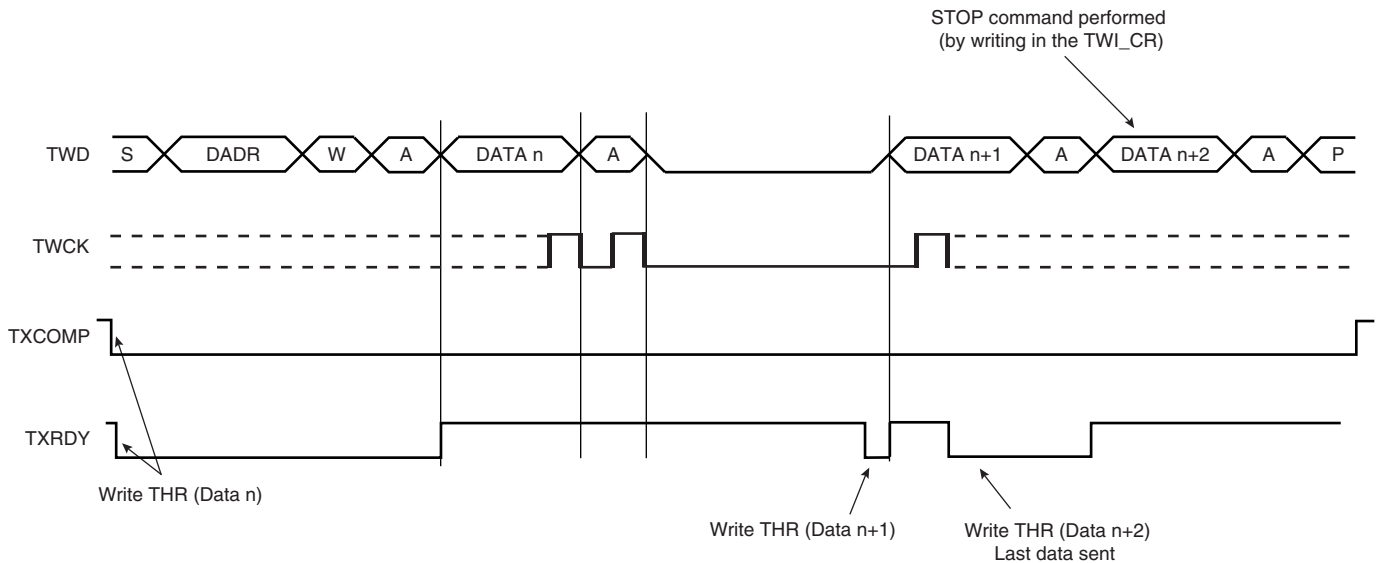 STOP command performed
(by writing in the TWI_CR)
TWD S DADR W A DATA n A DATA n+1 A DATA n+2 A P
TWCK
TXCOMP
TXRDY
Write THR (Data n)
Write THR (Data n+1)
Write THR (Data n+2)
Last data sent